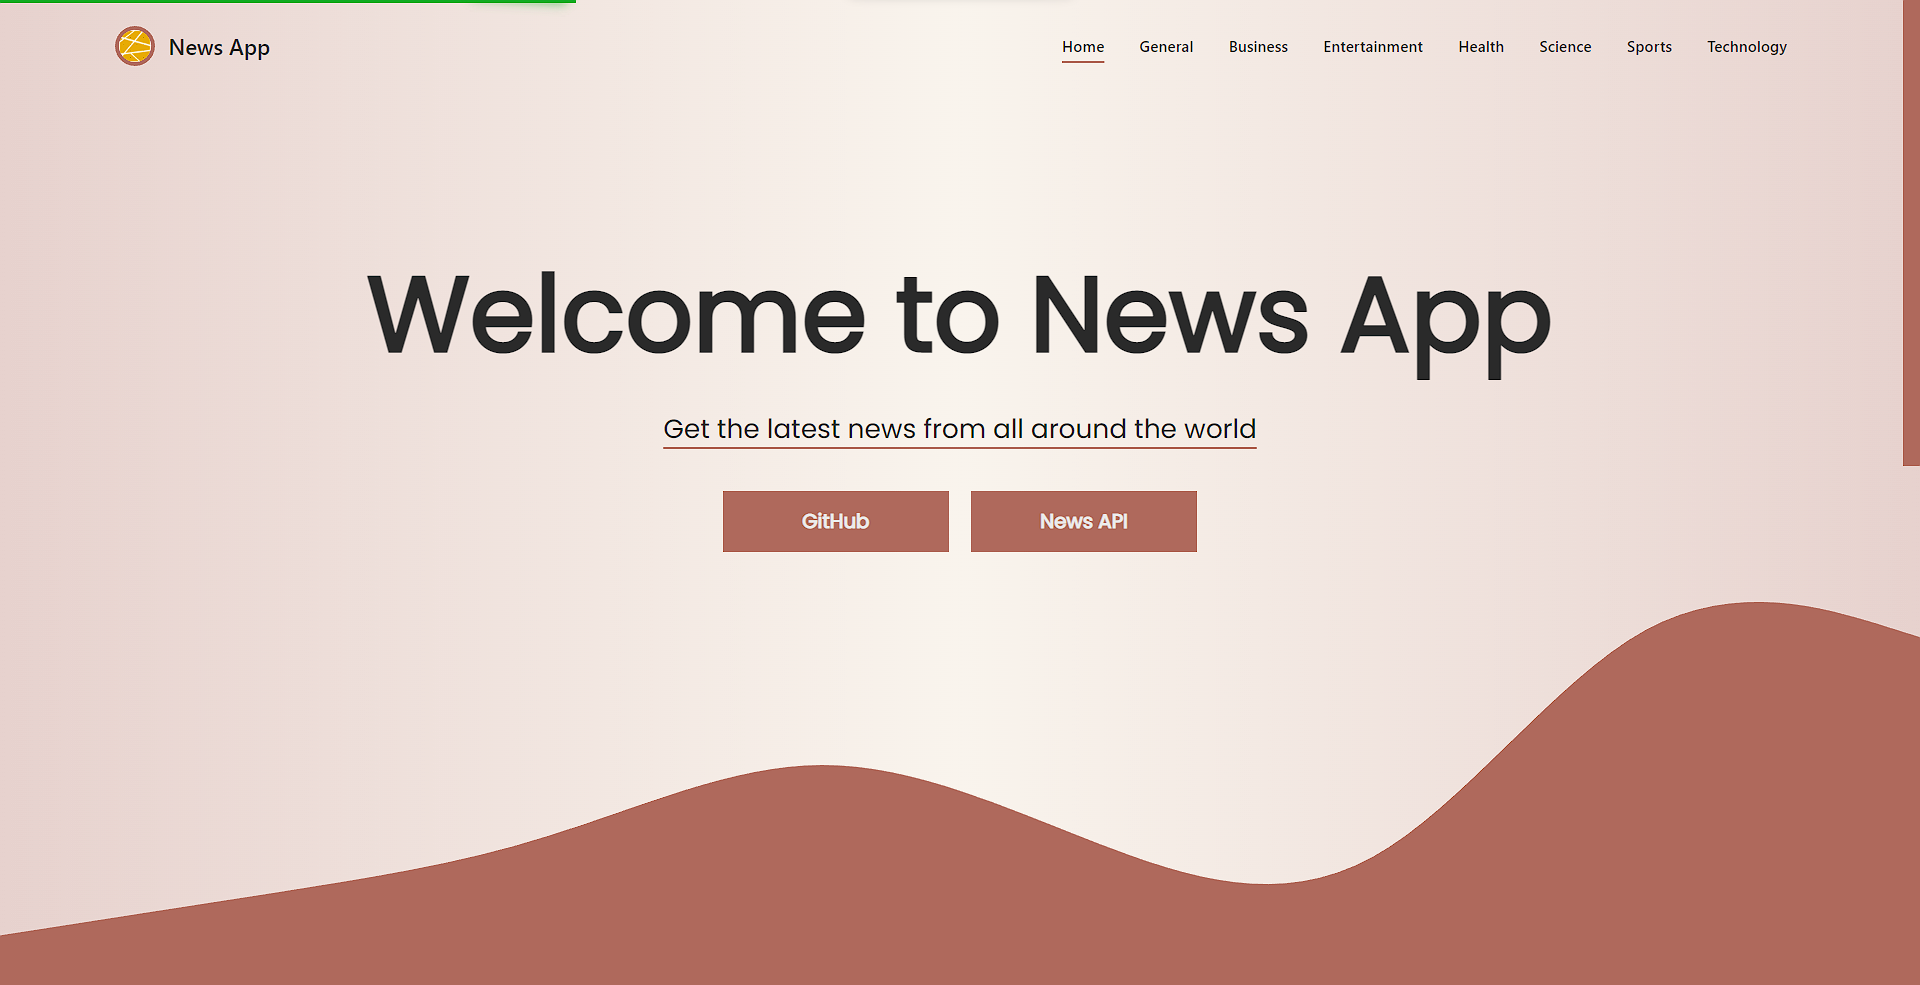 News App
Home General Business Entertainment Health Science Sports Technology
Welcome to News App
Get the latest news from all around the world
GitHub News API